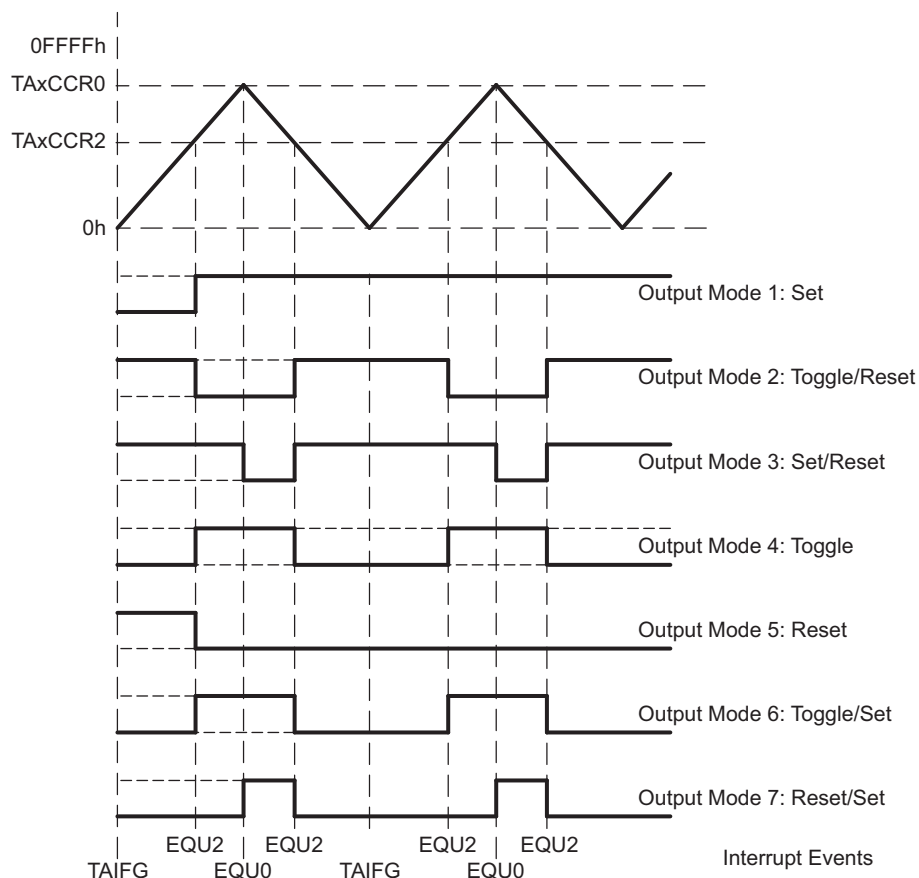 0FFFFh
TAxCCR0
TAxCCR2
0h
Output Mode 1: Set
Output Mode 2: Toggle/Reset
Output Mode 3: Set/Reset
Output Mode 4: Toggle
Output Mode 5: Reset
Output Mode 6: Toggle/Set
Output Mode 7: Reset/Set
EQU2 EQU2 EQU2 EQU2
TAIFG EQU0 TAIFG EQU0 Interrupt Events